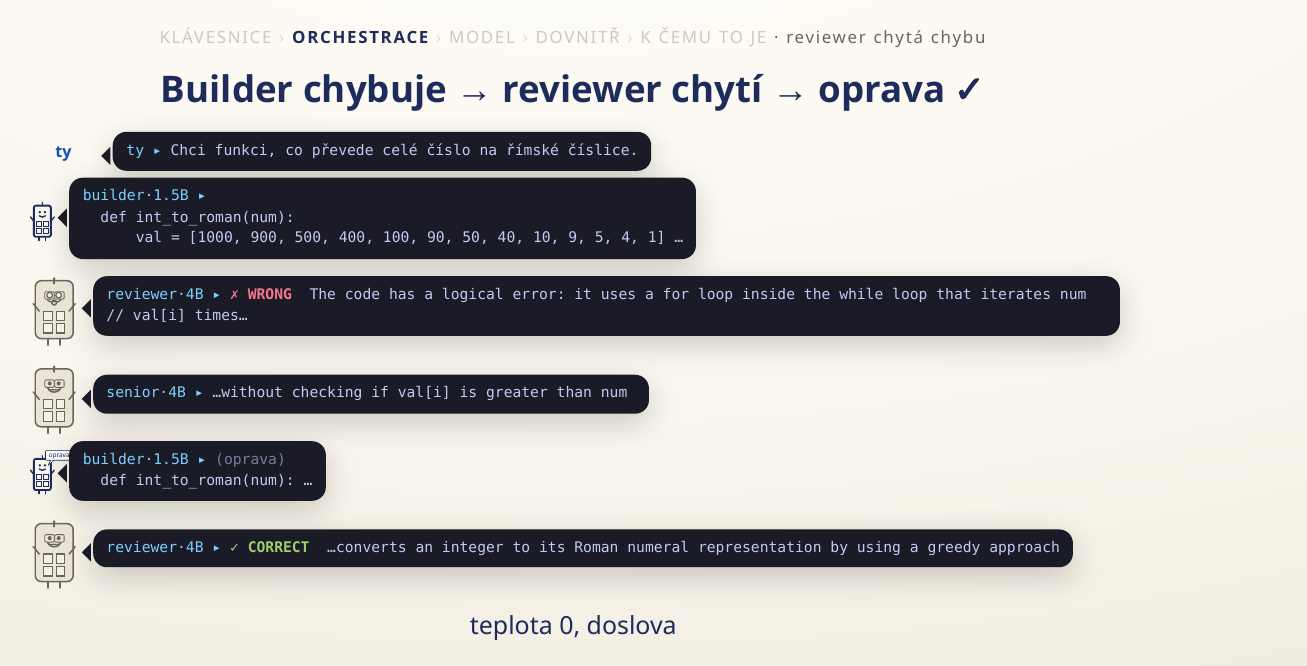 KLÁVESNICE › ORCHESTRACE › MODEL › DOVNITŘ › K ČEMU TO JE · reviewer chytá chybu
Builder chybuje → reviewer chytí → oprava ✓
ty
ty ▸ Chci funkci, co převede celé číslo na římské číslice.
builder·1.5B ▸
def int_to_roman(num):
val = [1000, 900, 500, 400, 100, 90, 50, 40, 10, 9, 5, 4, 1] …
reviewer·4B ▸ ✗ WRONG The code has a logical error: it uses a for loop inside the while loop that iterates num
// val[i] times…
senior·4B ▸ …without checking if val[i] is greater than num
oprava
builder·1.5B ▸ (oprava)
def int_to_roman(num): …
reviewer·4B ▸ ✓ CORRECT …converts an integer to its Roman numeral representation by using a greedy approach
teplota 0, doslova